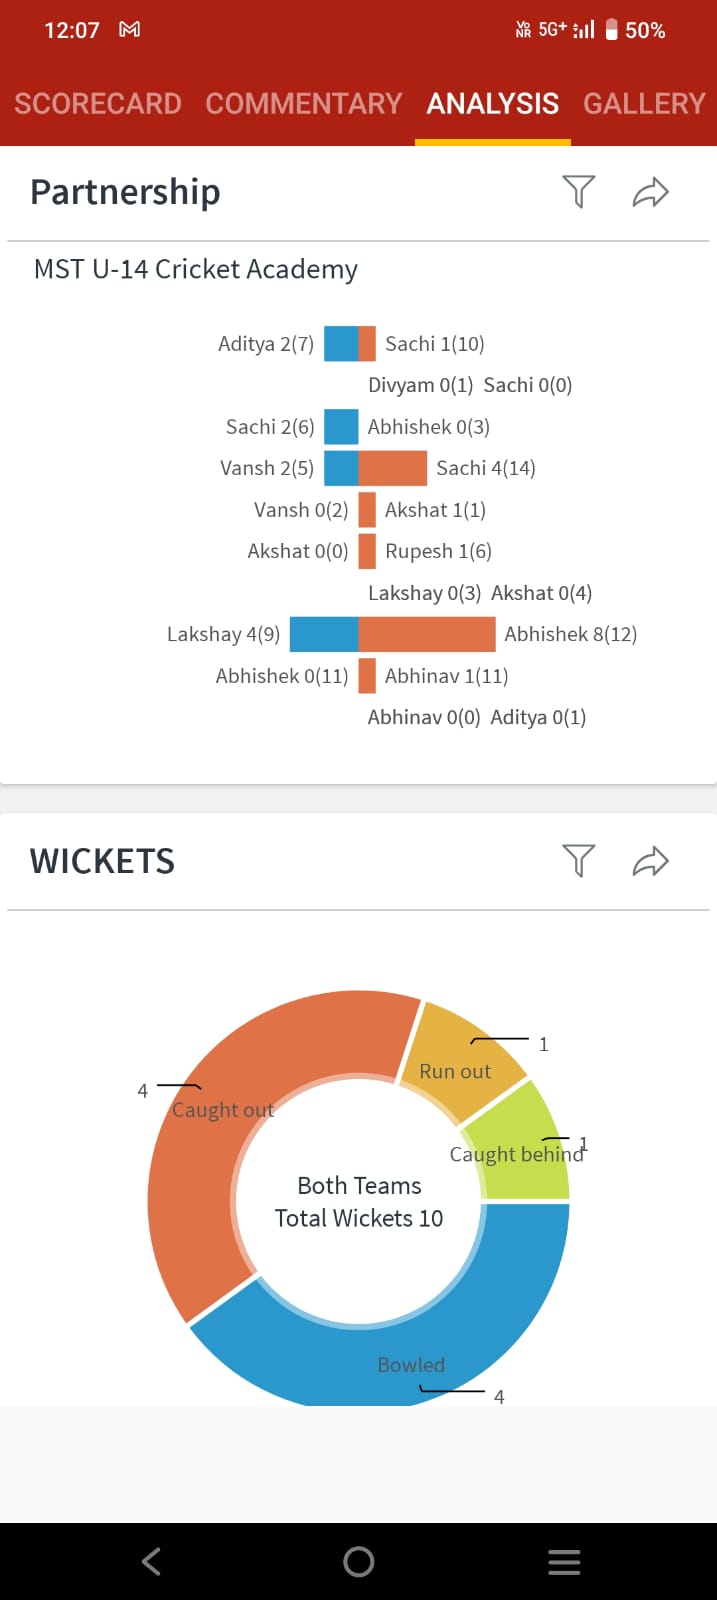 12:07 VO NR 5G+ 50%
SCORECARD COMMENTARY ANALYSIS GALLERY
Partnership
MST U-14 Cricket Academy
Aditya 2(7) Sachi 1(10)
Divyam 0(1) Sachi 0(0)
Sachi 2(6) Abhishek 0(3)
Vansh 2(5) Sachi 4(14)
Vansh 0(2) Akshat 1(1)
Akshat 0(0) Rupesh 1(6)
Lakshay 0(3) Akshat 0(4)
Lakshay 4(9) Abhishek 8(12)
Abhishek 0(11) Abhinav 1(11)
Abhinav 0(0) Aditya 0(1)
WICKETS
1
Run out
4
Caught out
1
Caught behind
Both Teams
Total Wickets 10
Bowled
4